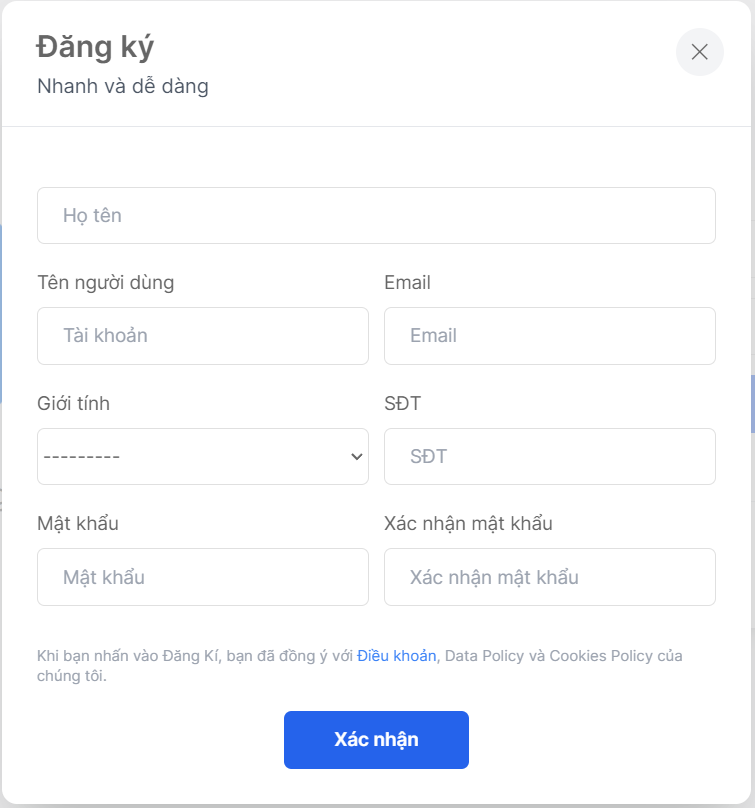 Đăng ký
Nhanh và dễ dàng
Họ tên
Tên người dùng
Email
Tài khoản
Email
Giới tính
SĐT
---------
SĐT
Mật khẩu
Xác nhận mật khẩu
Mật khẩu
Xác nhận mật khẩu
Khi bạn nhấn vào Đăng Kí, bạn đã đồng ý với Điều khoản, Data Policy và Cookies Policy của
chúng tôi.
Xác nhận